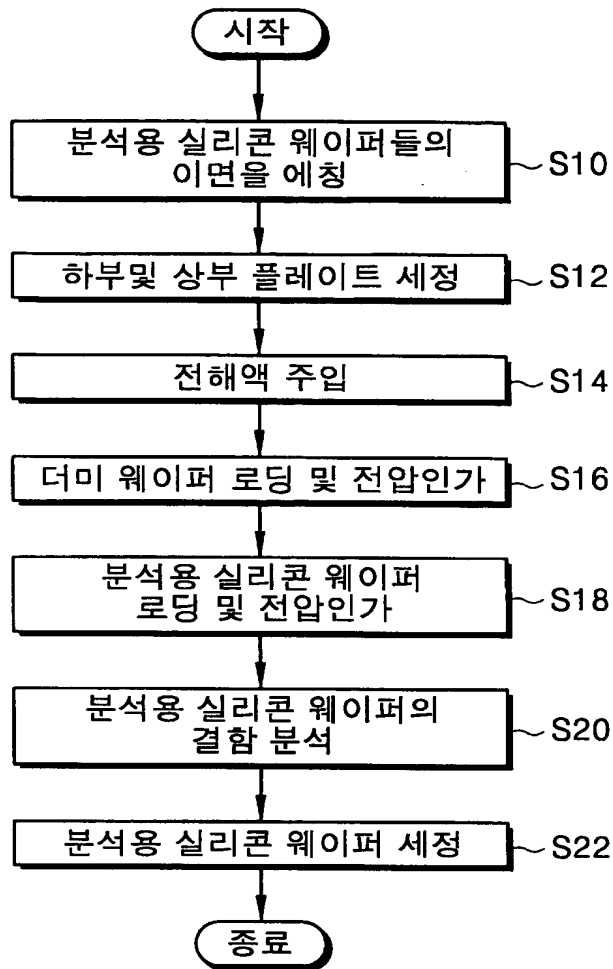 시작
분석용 실리콘 웨이퍼들의
이면을 에칭
S10
하부및 상부 플레이트 세정
S12
전해액 주입
S14
더미 웨이퍼 로딩 및 전압인가
S16
분석용 실리콘 웨이퍼
로딩 및 전압인가
S18
분석용 실리콘 웨이퍼의
결함 분석
S20
분석용 실리콘 웨이퍼 세정
S22
종료